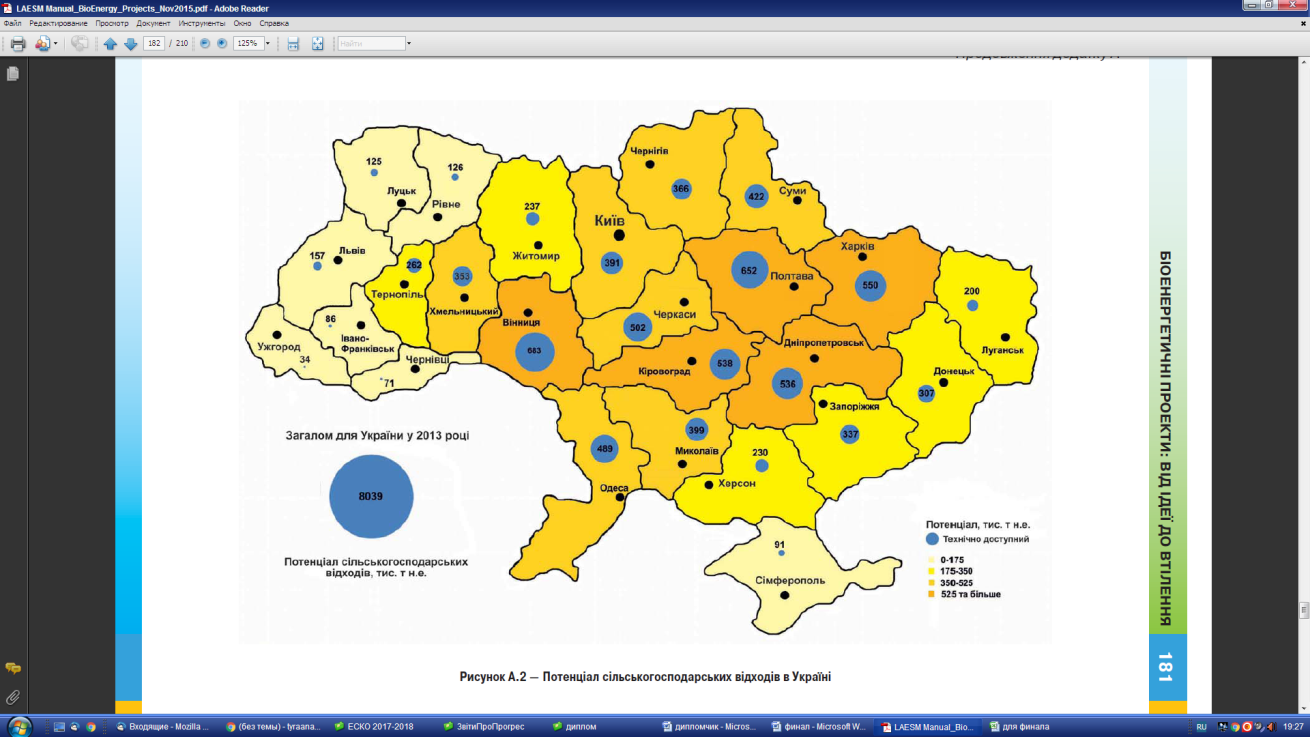 LAESM Manual_BioEnergy_Projects_Nov2015.pdf - Adobe Reader
Файл Редактирование Просмотр Документ Инструменты Окно Справка
182 / 210 125% Найти
125
126
Луцьк
Рівне
237
Житомир
Київ
391
Чернігів
366
422
Суми
157
Львів
262
Тернопіль
353
Хмельницький
86
Івано-
Франківськ
Ужгород
34
Чернівці
71
Вінниця
683
502
Черкаси
652
Полтава
Харків
550
200
Луганськ
Кіровоград
538
Дніпропетровськ
536
Донецьк
307
Запоріжжя
337
489
Одеса
399
Миколаїв
230
Херсон
91
Сімферополь
Загалом для України у 2013 році
8039
Потенціал сільськогосподарських
відходів, тис. т н.е.
Потенціал, тис. т н.е.
Технічно доступний
0-175
175-350
350-525
525 та більше
Рисунок А.2 — Потенціал сільськогосподарських відходів в Україні
БІОЕНЕРГЕТИЧНІ ПРОЕКТИ: ВІД ІДЕЇ ДО ВТІЛЕННЯ
181
Входящие - Mozilla ... (без темы) - tyraana... ЕСКО 2017-2018 ЗвітиПроПрогрес диплом дипломчик - Micros... финал - Microsoft W... LAESM Manual_Bio... для финала RU 19:27